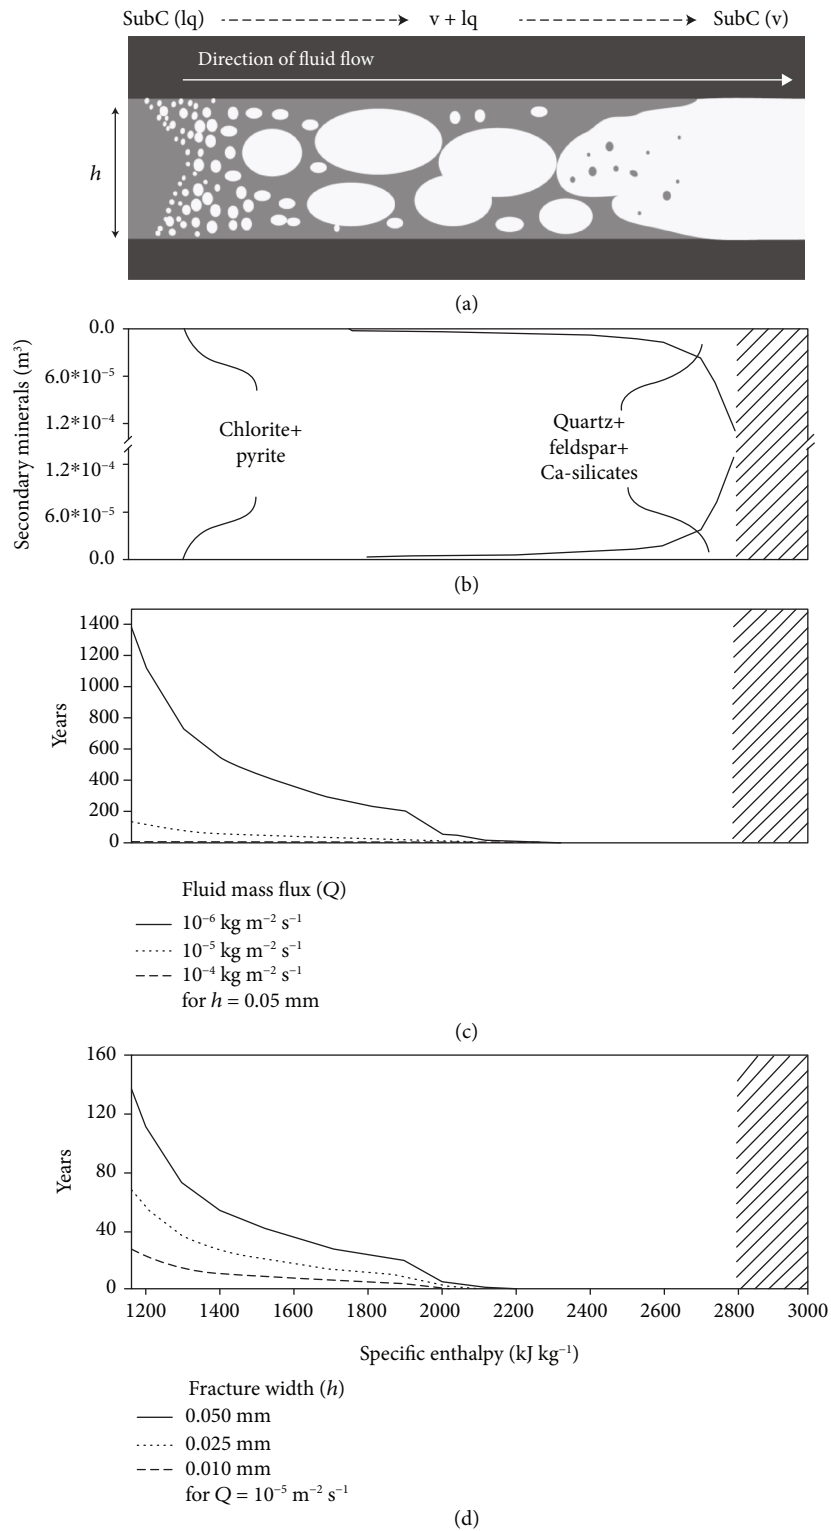 SubC (lq) v + lq SubC (v)
Direction of fluid flow
h
(a)
Secondary minerals (m³)
0.0
6.0*10⁻⁵
1.2*10⁻⁴
1.2*10⁻⁴
6.0*10⁻⁵
0.0
Chlorite+
pyrite
Quartz+
feldspar+
Ca-silicates
(b)
Years
1400
1200
1000
800
600
400
200
0
Fluid mass flux (Q)
10⁻⁶ kg m⁻² s⁻¹
10⁻⁵ kg m⁻² s⁻¹
10⁻⁴ kg m⁻² s⁻¹
for h = 0.05 mm
(c)
Years
160
120
80
40
0
1200 1400 1600 1800 2000 2200 2400 2600 2800 3000
Specific enthalpy (kJ kg⁻¹)
Fracture width (h)
0.050 mm
0.025 mm
0.010 mm
for Q = 10⁻⁵ m⁻² s⁻¹
(d)